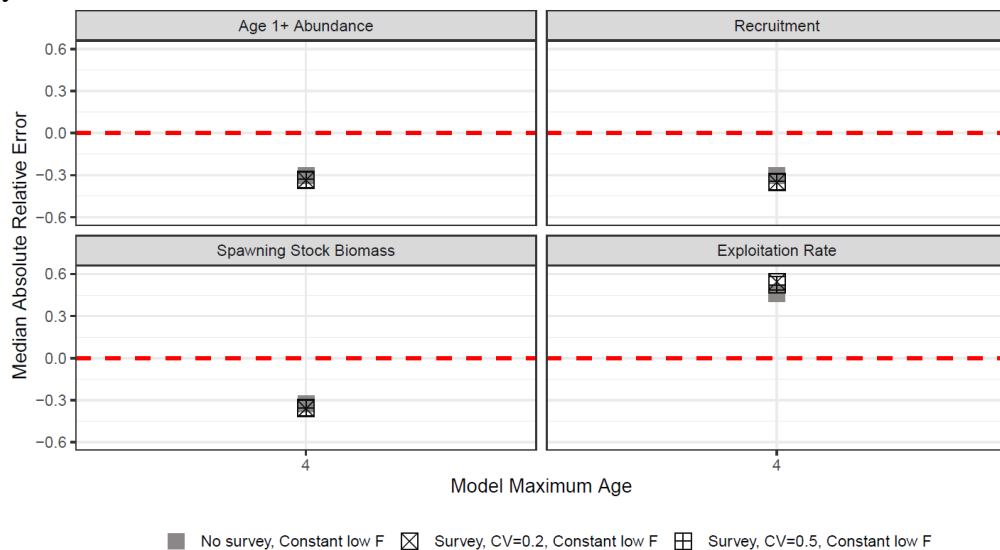 Age 1+ Abundance
Recruitment
0.6
0.3
0.0
−0.3
−0.6
Spawning Stock Biomass
Exploitation Rate
0.6
0.3
0.0
−0.3
−0.6
4
4
Median Absolute Relative Error
Model Maximum Age
No survey, Constant low F
Survey, CV=0.2, Constant low F
Survey, CV=0.5, Constant low F